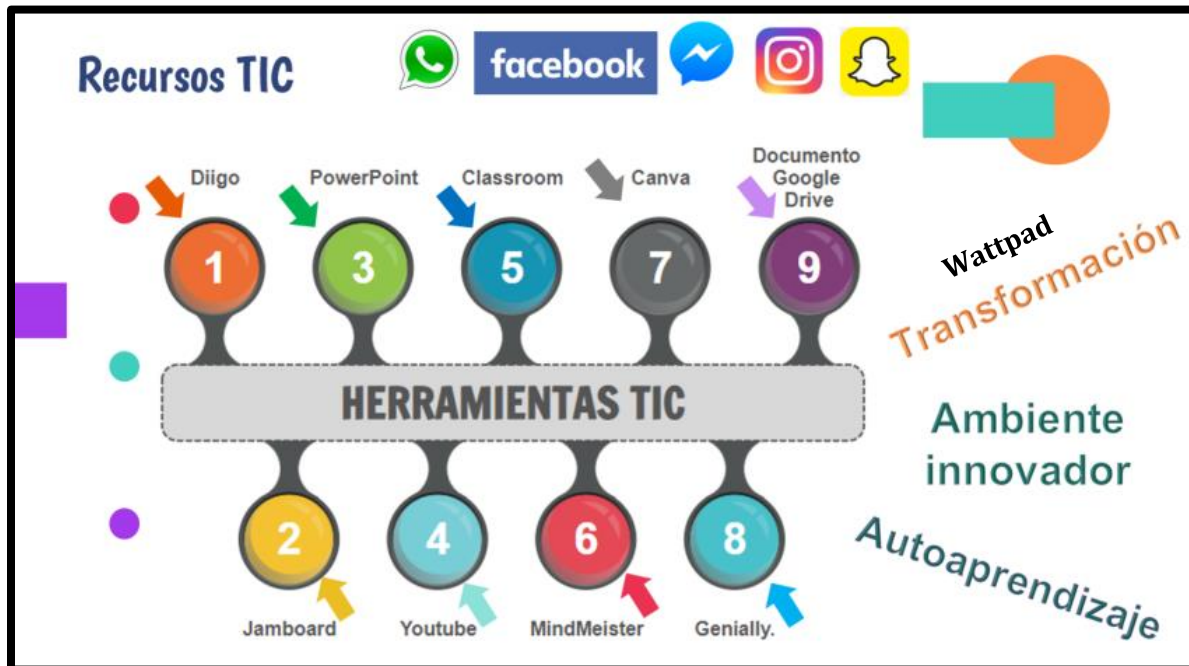 Recursos TIC
facebook
Diigo
PowerPoint
Classroom
Canva
Documento
Google
Drive
1
3
5
7
9
Wattpad
Transformación
HERRAMIENTAS TIC
Ambiente
innovador
2
4
6
8
Autoaprendizaje
Jamboard
Youtube
MindMeister
Genially.